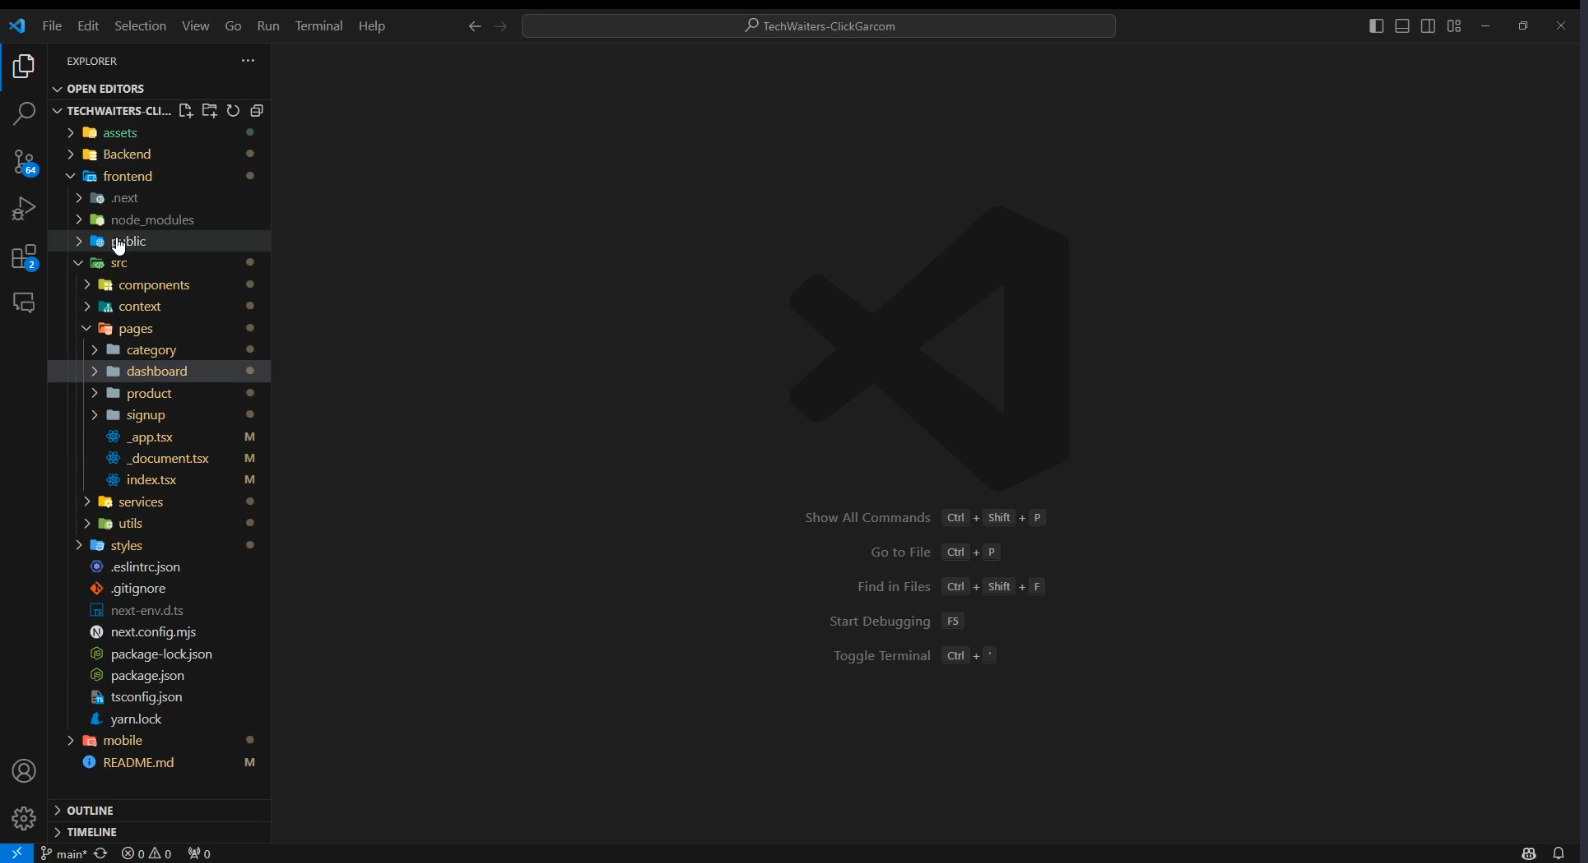 File Edit Selection View Go Run Terminal Help
TechWaiters-ClickGarcom
EXPLORER
OPEN EDITORS
TECHWAITERS-CLI...
assets
Backend
frontend
.next
node_modules
public
src
components
context
pages
category
dashboard
product
signup
_app.tsx M
_document.tsx M
index.tsx M
services
utils
styles
.eslintrc.json
.gitignore
next-env.d.ts
next.config.mjs
package-lock.json
package.json
tsconfig.json
yarn.lock
mobile
README.md M
OUTLINE
TIMELINE
64
2
Show All Commands Ctrl + Shift + P
Go to File Ctrl + P
Find in Files Ctrl + Shift + F
Start Debugging F5
Toggle Terminal Ctrl + '
main* 0 0 0